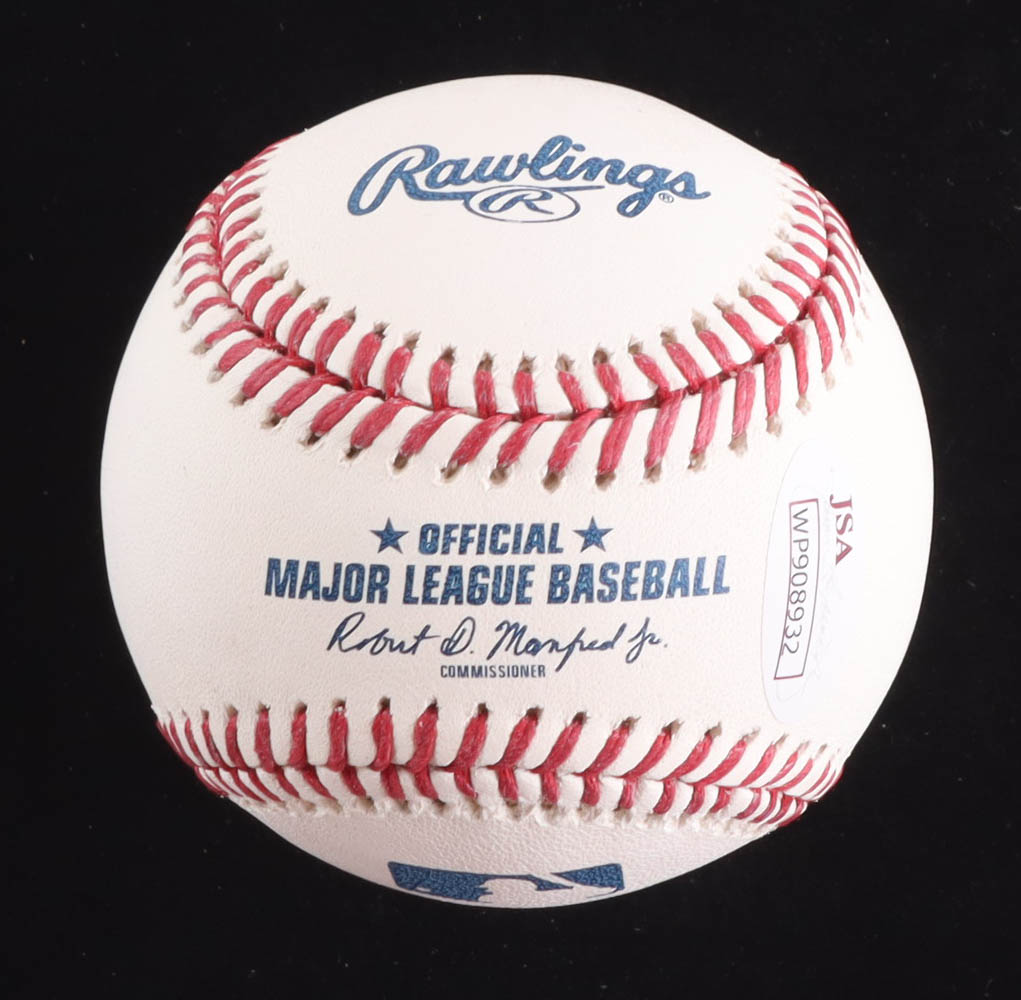 Rawlings®
R
★ OFFICIAL ★
MAJOR LEAGUE BASEBALL
Robert D. Manfred Jr.
COMMISSIONER
JSA
WP908932